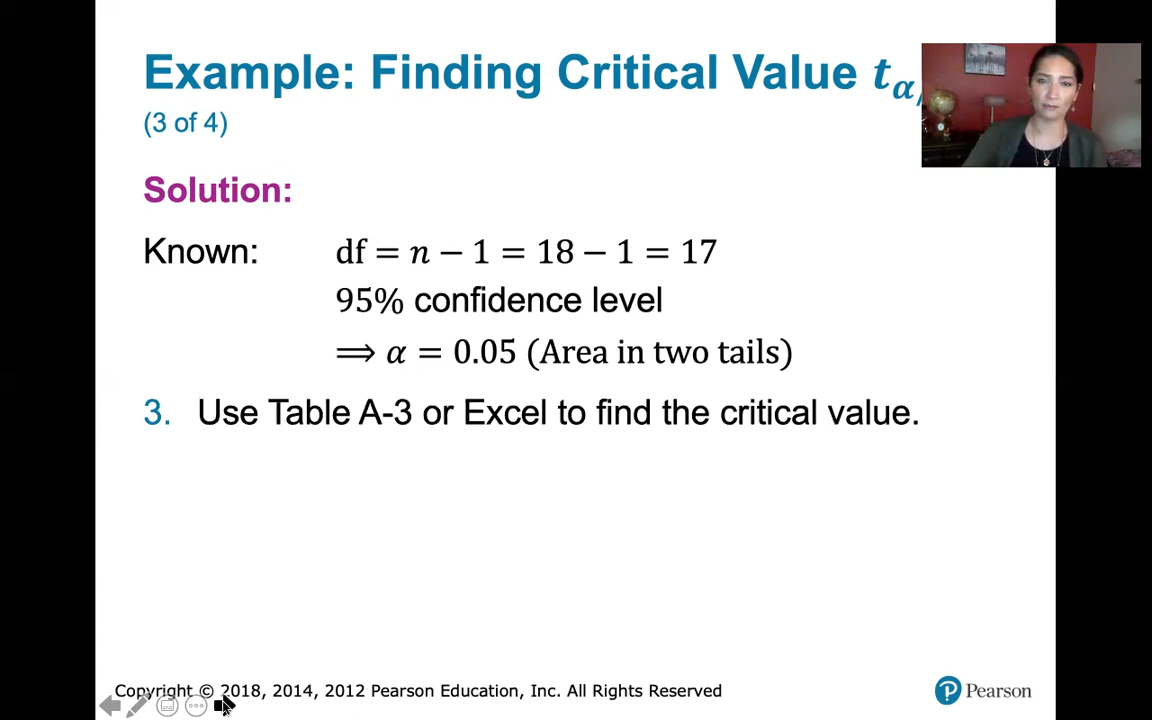 Example: Finding Critical Value tα/
(3 of 4)
Solution:
Known: df = n − 1 = 18 − 1 = 17
95% confidence level
⟹ α = 0.05 (Area in two tails)
3. Use Table A-3 or Excel to find the critical value.
Copyright © 2018, 2014, 2012 Pearson Education, Inc. All Rights Reserved
P Pearson